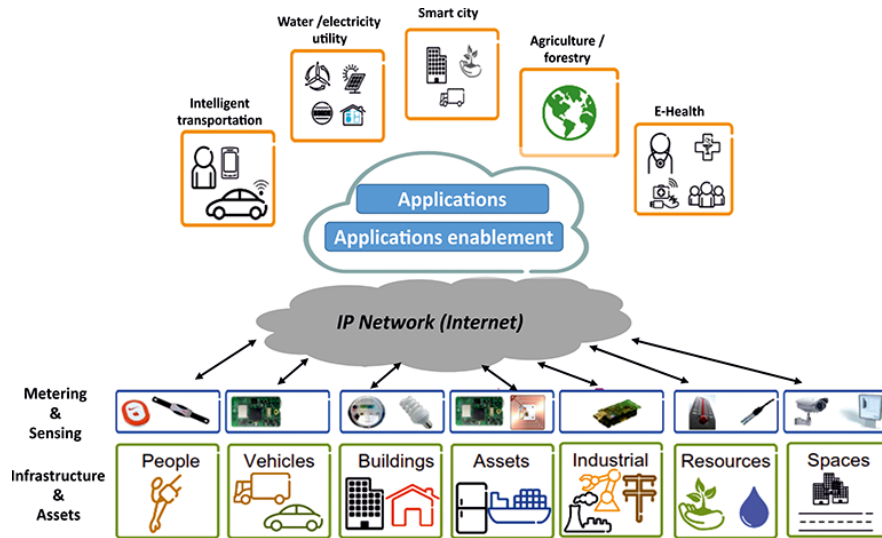 Smart city
Water /electricity
utility
Agriculture /
forestry
Intelligent
transportation
E-Health
Applications
Applications enablement
IP Network (Internet)
Metering
&
Sensing
Infrastructure
&
Assets
People
Vehicles
Buildings
Assets
Industrial
Resources
Spaces